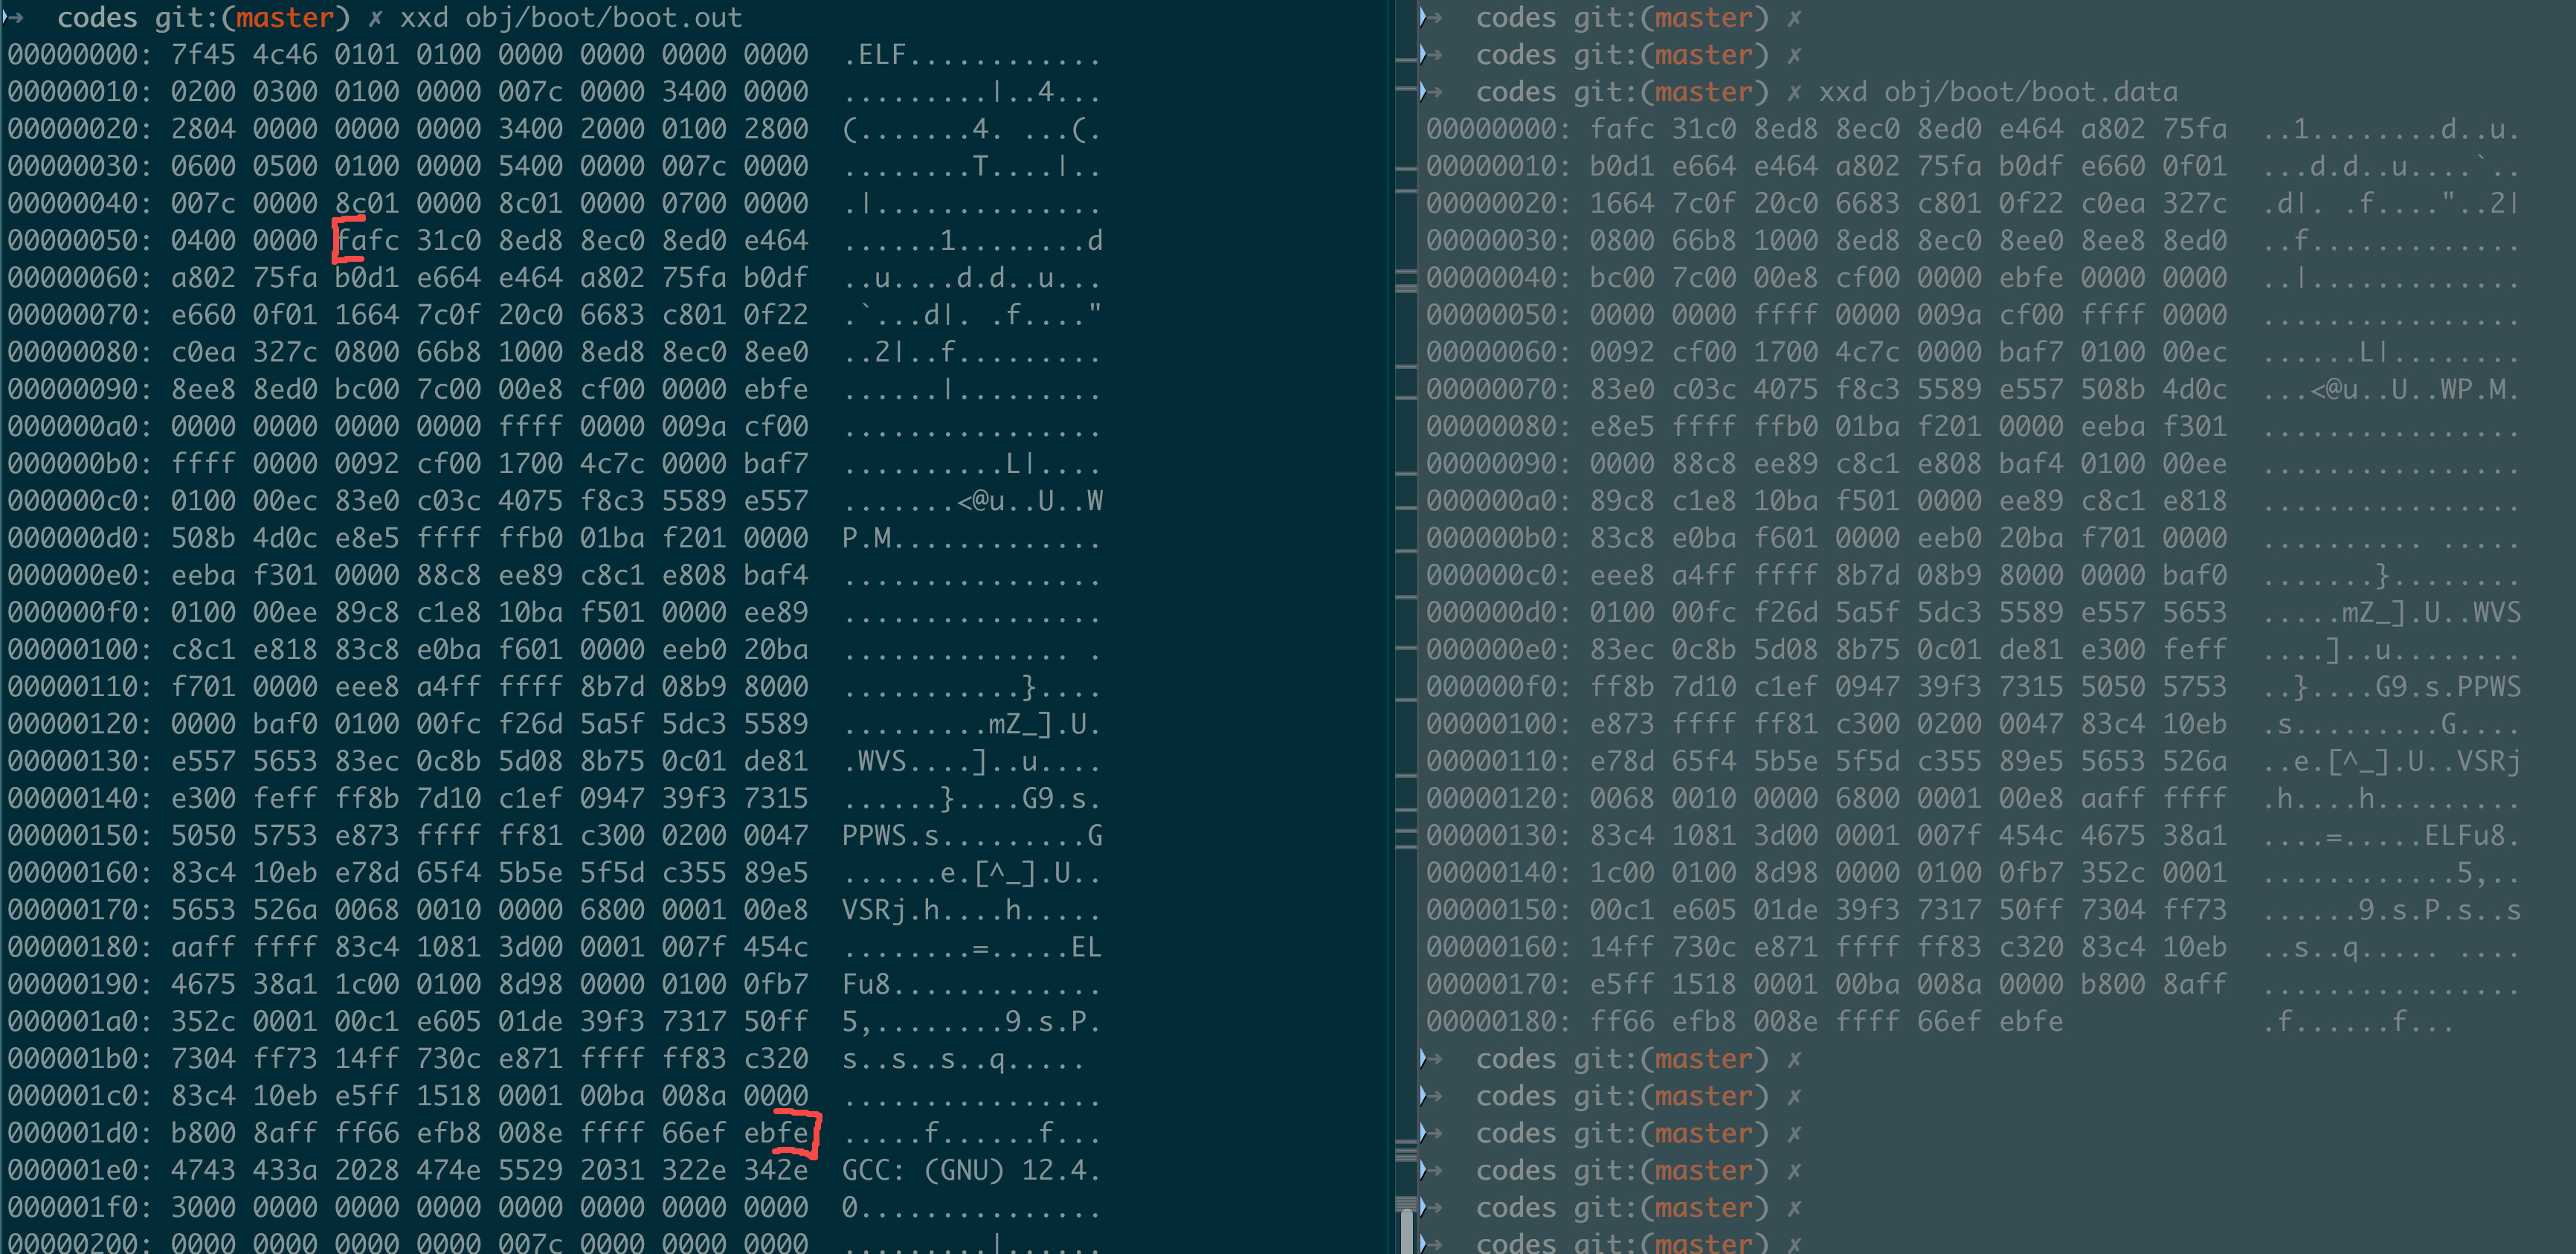 → codes git:(master) ✗ xxd obj/boot/boot.out
00000000: 7f45 4c46 0101 0100 0000 0000 0000 0000 .ELF............
00000010: 0200 0300 0100 0000 007c 0000 3400 0000 .........|..4...
00000020: 2804 0000 0000 0000 3400 2000 0100 2800 (.......4. ...(.
00000030: 0600 0500 0100 0000 5400 0000 007c 0000 ........T....|..
00000040: 007c 0000 8c01 0000 8c01 0000 0700 0000 .|..............
00000050: 0400 0000 fafc 31c0 8ed8 8ec0 8ed0 e464 ......1........d
00000060: a802 75fa b0d1 e664 e464 a802 75fa b0df ..u....d.d..u...
00000070: e660 0f01 1664 7c0f 20c0 6683 c801 0f22 .`...d|. .f...."
00000080: c0ea 327c 0800 66b8 1000 8ed8 8ec0 8ee0 ..2|..f.........
00000090: 8ee8 8ed0 bc00 7c00 00e8 cf00 0000 ebfe ......|.........
000000a0: 0000 0000 0000 0000 ffff 0000 009a cf00 ................
000000b0: ffff 0000 0092 cf00 1700 4c7c 0000 baf7 ..........L|....
000000c0: 0100 00ec 83e0 c03c 4075 f8c3 5589 e557 .......<@u..U..W
000000d0: 508b 4d0c e8e5 ffff ffb0 01ba f201 0000 P.M.............
000000e0: eeba f301 0000 88c8 ee89 c8c1 e808 baf4 ................
000000f0: 0100 00ee 89c8 c1e8 10ba f501 0000 ee89 ................
00000100: c8c1 e818 83c8 e0ba f601 0000 eeb0 20ba .............. .
00000110: f701 0000 eee8 a4ff ffff 8b7d 08b9 8000 ...........}....
00000120: 0000 baf0 0100 00fc f26d 5a5f 5dc3 5589 .........mZ_].U.
00000130: e557 5653 83ec 0c8b 5d08 8b75 0c01 de81 .WVS....]..u....
00000140: e300 feff ff8b 7d10 c1ef 0947 39f3 7315 ......}....G9.s.
00000150: 5050 5753 e873 ffff ff81 c300 0200 0047 PPWS.s.........G
00000160: 83c4 10eb e78d 65f4 5b5e 5f5d c355 89e5 ......e.[^_].U..
00000170: 5653 526a 0068 0010 0000 6800 0001 00e8 VSRj.h....h.....
00000180: aaff ffff 83c4 1081 3d00 0001 007f 454c ........=.....EL
00000190: 4675 38a1 1c00 0100 8d98 0000 0100 0fb7 Fu8.............
000001a0: 352c 0001 00c1 e605 01de 39f3 7317 50ff 5,........9.s.P.
000001b0: 7304 ff73 14ff 730c e871 ffff ff83 c320 s..s..s..q..... 
000001c0: 83c4 10eb e5ff 1518 0001 00ba 008a 0000 ................
000001d0: b800 8aff ff66 efb8 008e ffff 66ef ebfe .....f......f...
000001e0: 4743 433a 2028 474e 5529 2031 322e 342e GCC: (GNU) 12.4.
000001f0: 3000 0000 0000 0000 0000 0000 0000 0000 0...............
00000200: 0000 0000 0000 0000 007c 0000 0000 0000 .........|......
→ codes git:(master) ✗
→ codes git:(master) ✗
→ codes git:(master) ✗ xxd obj/boot/boot.data
00000000: fafc 31c0 8ed8 8ec0 8ed0 e464 a802 75fa ..1........d..u.
00000010: b0d1 e664 e464 a802 75fa b0df e660 0f01 ...d.d..u....`..
00000020: 1664 7c0f 20c0 6683 c801 0f22 c0ea 327c .d|. .f...."..2|
00000030: 0800 66b8 1000 8ed8 8ec0 8ee0 8ee8 8ed0 ..f.............
00000040: bc00 7c00 00e8 cf00 0000 ebfe 0000 0000 ..|.............
00000050: 0000 0000 ffff 0000 009a cf00 ffff 0000 ................
00000060: 0092 cf00 1700 4c7c 0000 baf7 0100 00ec ......L|........
00000070: 83e0 c03c 4075 f8c3 5589 e557 508b 4d0c ...<@u..U..WP.M.
00000080: e8e5 ffff ffb0 01ba f201 0000 eeba f301 ................
00000090: 0000 88c8 ee89 c8c1 e808 baf4 0100 00ee ................
000000a0: 89c8 c1e8 10ba f501 0000 ee89 c8c1 e818 ................
000000b0: 83c8 e0ba f601 0000 eeb0 20ba f701 0000 .......... .....
000000c0: eee8 a4ff ffff 8b7d 08b9 8000 0000 baf0 .......}........
000000d0: 0100 00fc f26d 5a5f 5dc3 5589 e557 5653 .....mZ_].U..WVS
000000e0: 83ec 0c8b 5d08 8b75 0c01 de81 e300 feff ....]..u........
000000f0: ff8b 7d10 c1ef 0947 39f3 7315 5050 5753 ..}....G9.s.PPWS
00000100: e873 ffff ff81 c300 0200 0047 83c4 10eb .s.........G....
00000110: e78d 65f4 5b5e 5f5d c355 89e5 5653 526a ..e.[^_].U..VSRj
00000120: 0068 0010 0000 6800 0001 00e8 aaff ffff .h....h.........
00000130: 83c4 1081 3d00 0001 007f 454c 4675 38a1 ....=.....ELFu8.
00000140: 1c00 0100 8d98 0000 0100 0fb7 352c 0001 ............5,..
00000150: 00c1 e605 01de 39f3 7317 50ff 7304 ff73 ......9.s.P.s..s
00000160: 14ff 730c e871 ffff ff83 c320 83c4 10eb ..s..q..... ....
00000170: e5ff 1518 0001 00ba 008a 0000 b800 8aff ................
00000180: ff66 efb8 008e ffff 66ef ebfe .f......f...
→ codes git:(master) ✗
→ codes git:(master) ✗
→ codes git:(master) ✗
→ codes git:(master) ✗
→ codes git:(master) ✗
→ codes git:(master) ✗